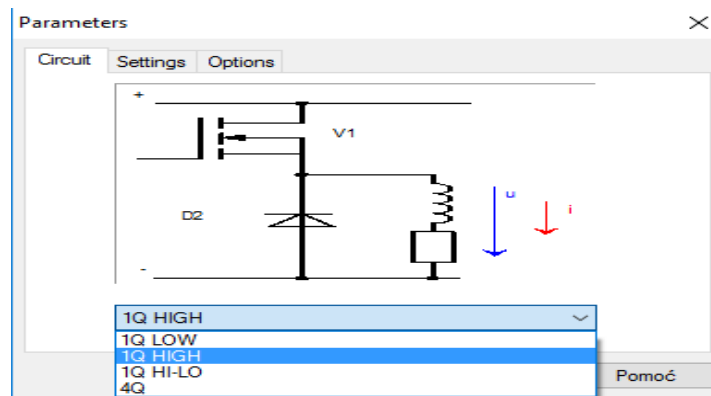 Parameters
Circuit Settings Options
+
V1
u
i
D2
-
1Q HIGH
1Q LOW
1Q HIGH
1Q HI-LO
4Q
Pomoć